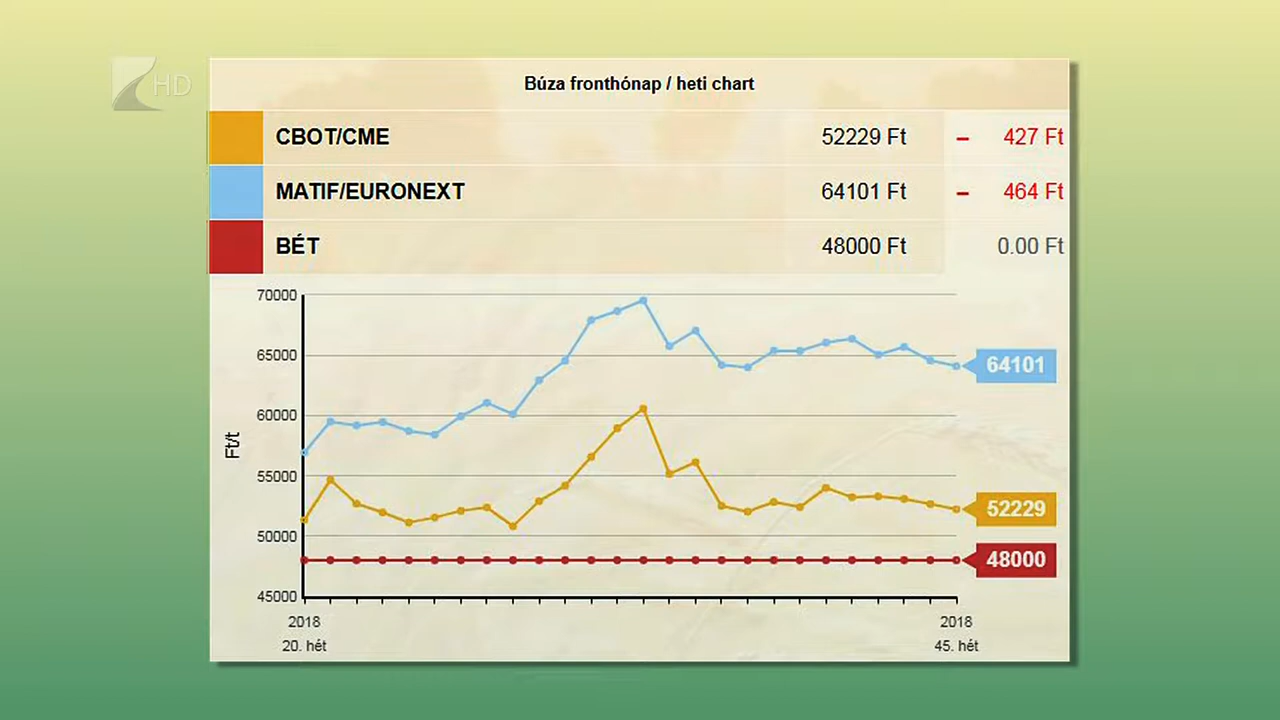 HD
Búza fronthónap / heti chart
CBOT/CME 52229 Ft – 427 Ft
MATIF/EURONEXT 64101 Ft – 464 Ft
BÉT 48000 Ft 0.00 Ft
70000
65000
64101
60000
Ft/t
55000
52229
50000
48000
45000
2018 2018
20. hét 45. hét